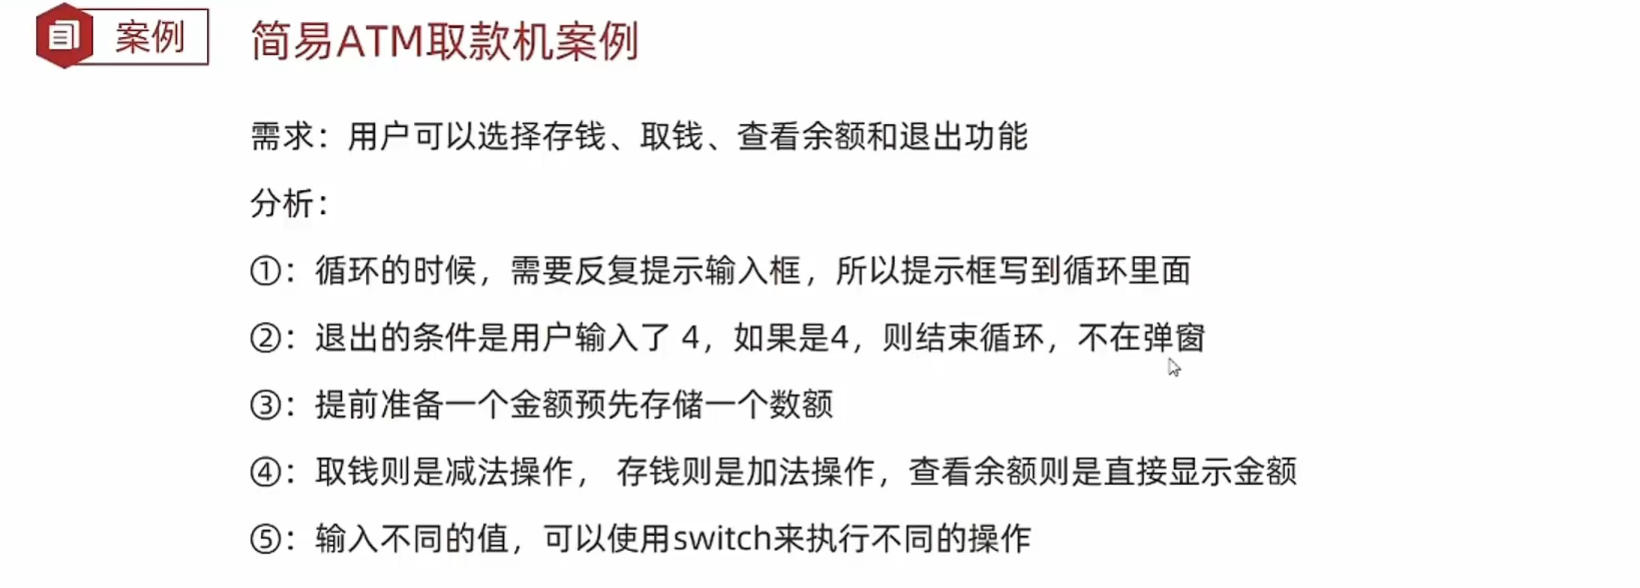 案例
简易ATM取款机案例
需求：用户可以选择存钱、取钱、查看余额和退出功能
分析：
①：循环的时候，需要反复提示输入框，所以提示框写到循环里面
②：退出的条件是用户输入了 4，如果是4，则结束循环，不在弹窗
③：提前准备一个金额预先存储一个数额
④：取钱则是减法操作， 存钱则是加法操作，查看余额则是直接显示金额
⑤：输入不同的值，可以使用switch来执行不同的操作